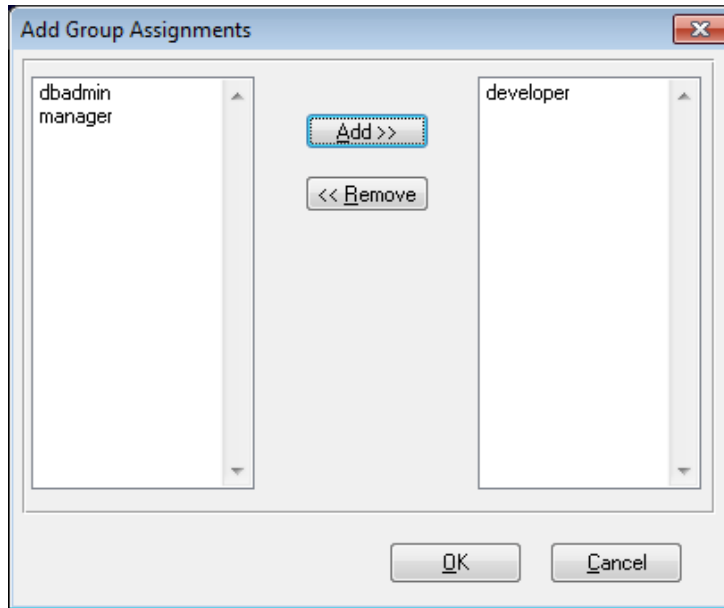 Add Group Assignments
dbadmin
manager
Add >>
<< Remove
developer
OK
Cancel